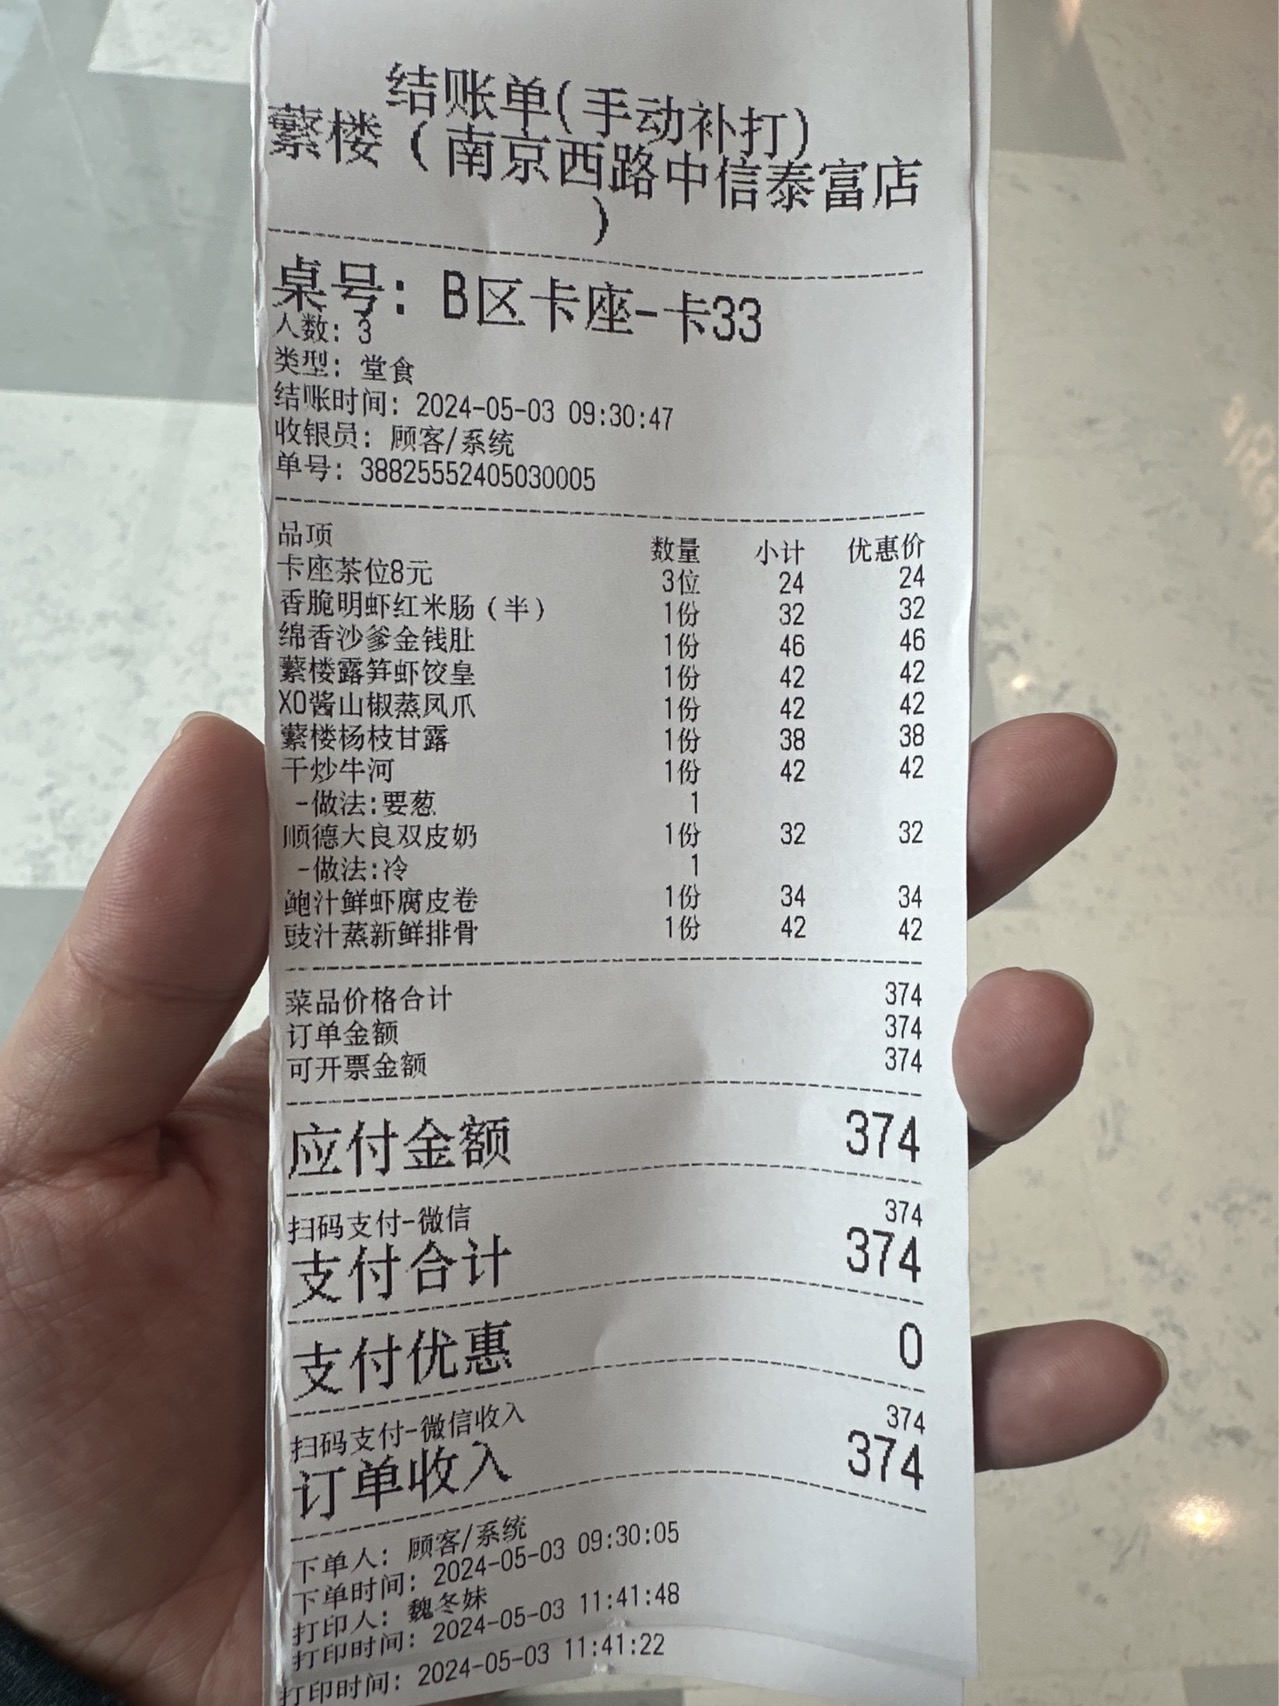 结账单(手动补打)
蘩楼（南京西路中信泰富店
）
桌号: B区卡座-卡33
人数: 3
类型: 堂食
结账时间: 2024-05-03 09:30:47
收银员: 顾客/系统
单号: 38825552405030005
品项 数量 小计 优惠价
卡座茶位8元 3位 24 24
香脆明虾红米肠（半） 1份 32 32
绵香沙爹金钱肚 1份 46 46
蘩楼露笋虾饺皇 1份 42 42
XO酱山椒蒸凤爪 1份 42 42
蘩楼杨枝甘露 1份 38 38
干炒牛河 1份 42 42
-做法:要葱 1
顺德大良双皮奶 1份 32 32
-做法:冷 1
鲍汁鲜虾腐皮卷 1份 34 34
豉汁蒸新鲜排骨 1份 42 42
菜品价格合计 374
订单金额 374
可开票金额 374
应付金额 374
扫码支付-微信 374
支付合计 374
支付优惠 0
扫码支付-微信收入 374
订单收入 374
下单人: 顾客/系统
下单时间: 2024-05-03 09:30:05
打印人: 魏冬妹
打印时间: 2024-05-03 11:41:48
打印时间: 2024-05-03 11:41:22